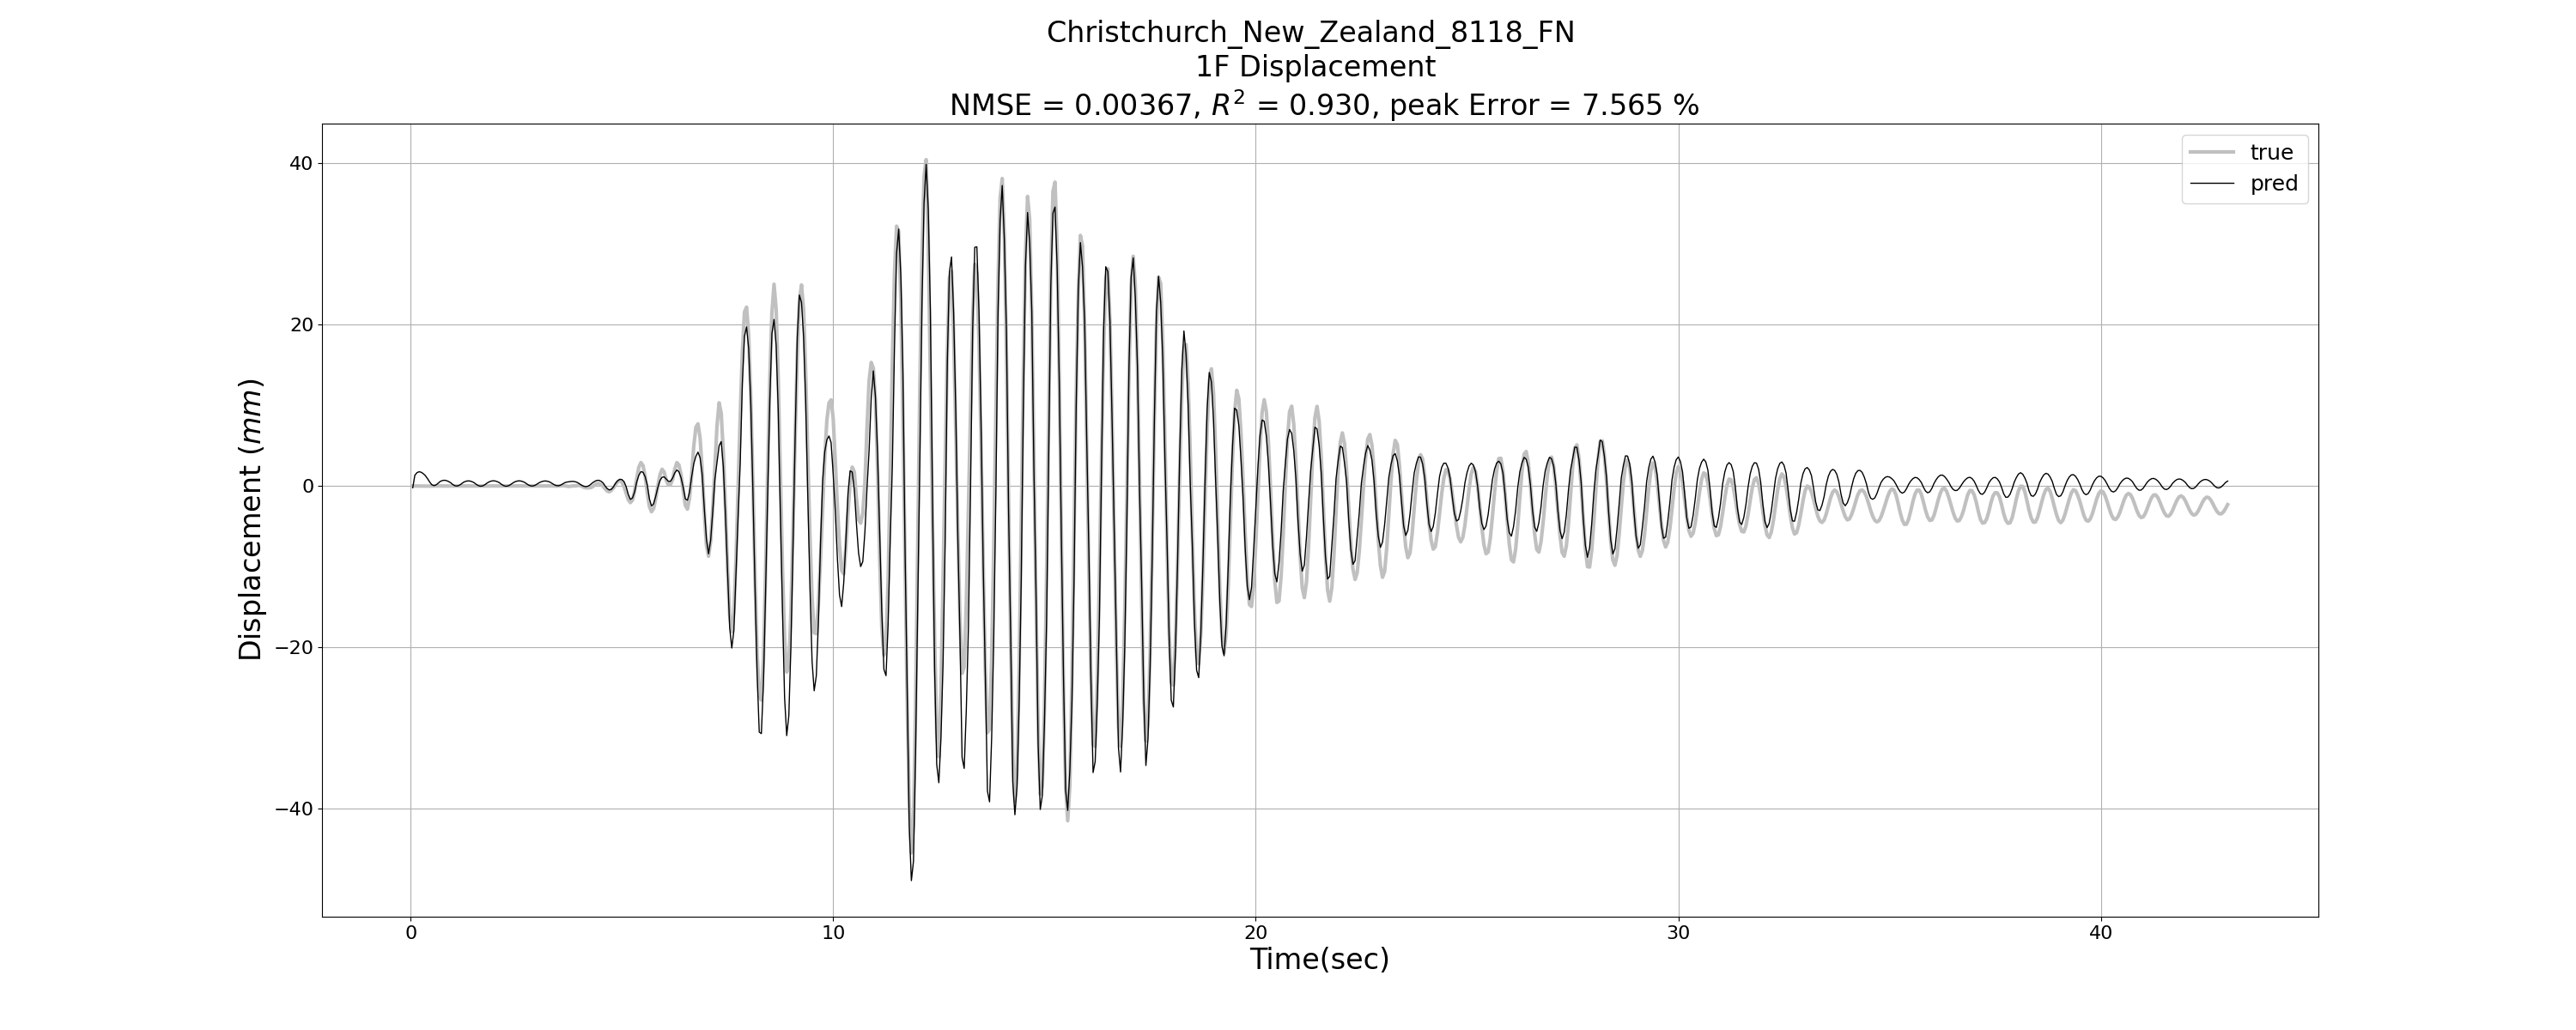 Christchurch_New_Zealand_8118_FN
1F Displacement
NMSE = 0.00367, R² = 0.930, peak Error = 7.565 %
true
pred
40
20
0
−20
−40
Displacement (mm)
0 10 20 30 40
Time(sec)